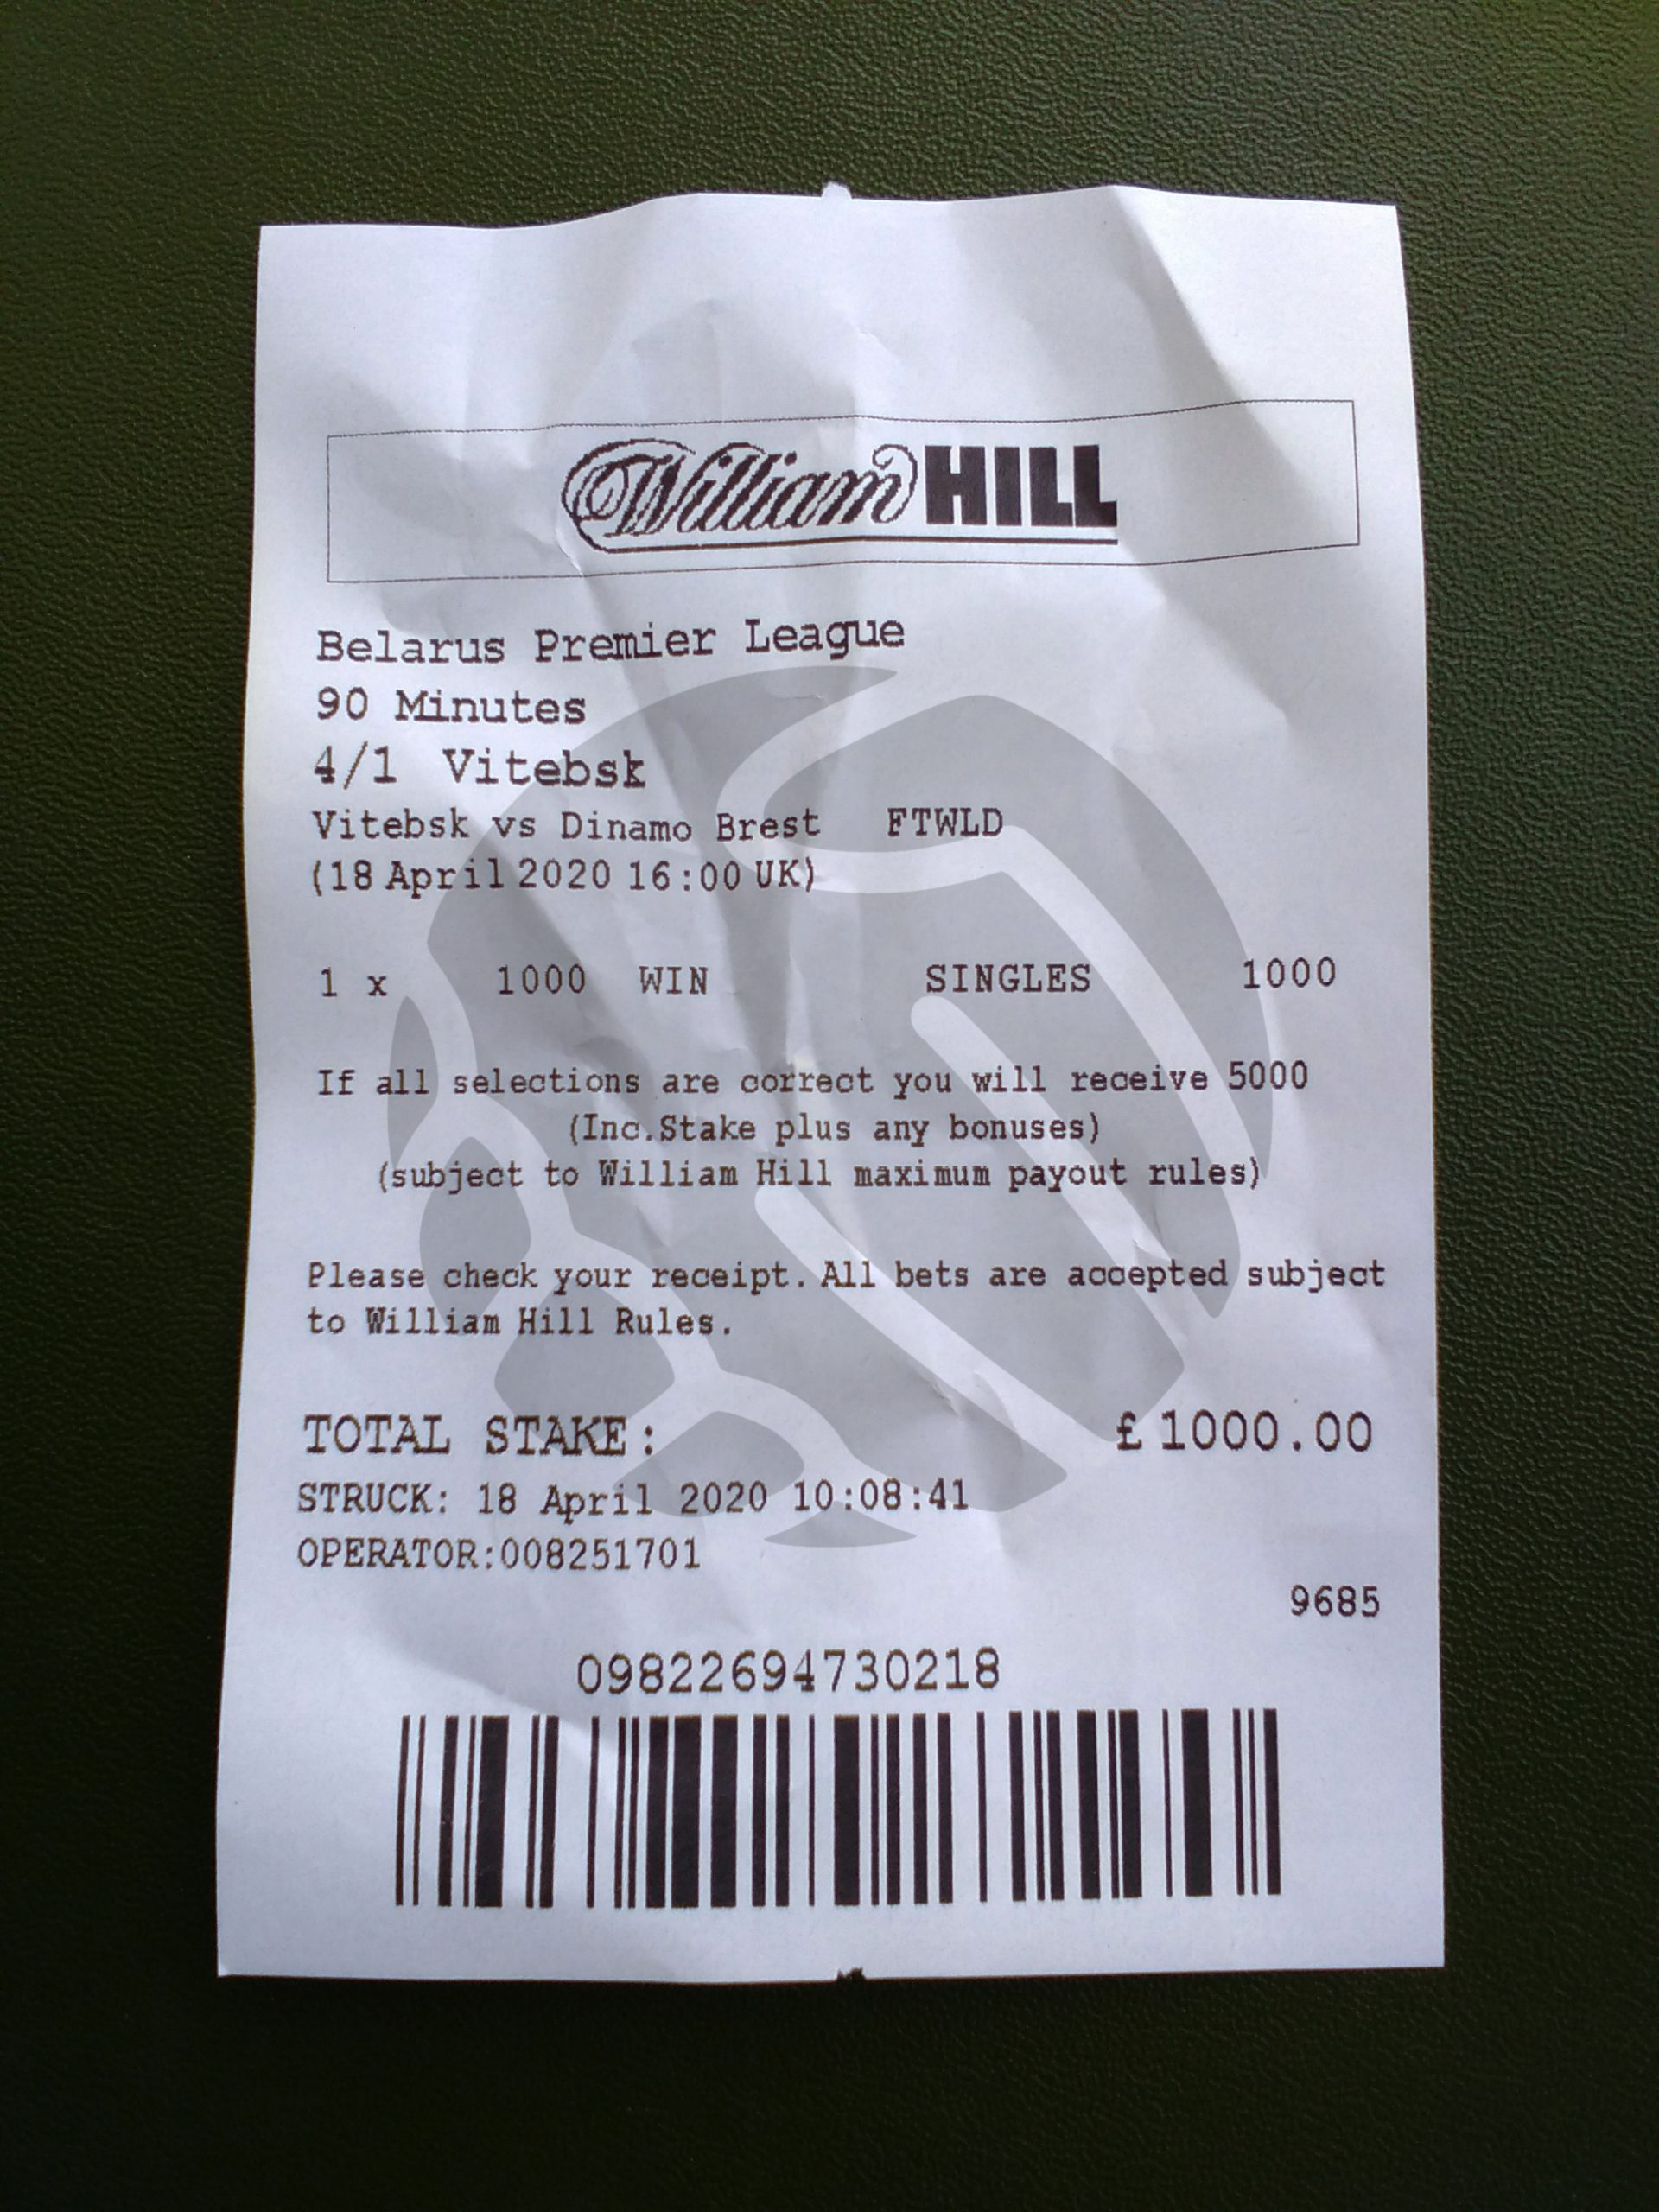 William HILL
Belarus Premier League
90 Minutes
4/1 Vitebsk
Vitebsk vs Dinamo Brest FTWLD
(18 April 2020 16:00 UK)
1 x 1000 WIN SINGLES 1000
If all selections are correct you will receive 5000
(Inc.Stake plus any bonuses)
(subject to William Hill maximum payout rules)
Please check your receipt. All bets are accepted subject
to William Hill Rules.
TOTAL STAKE: £1000.00
STRUCK: 18 April 2020 10:08:41
OPERATOR:008251701
9685
09822694730218